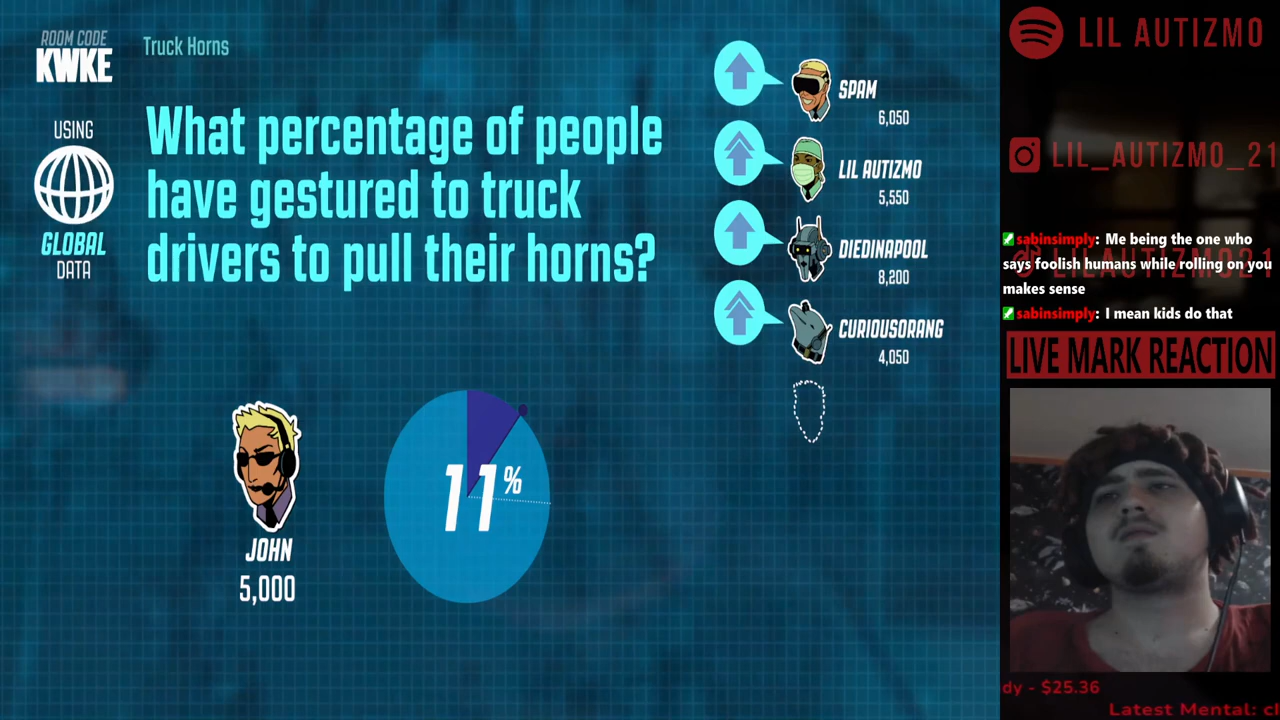 ROOM CODE
KWKE
Truck Horns
USING
GLOBAL
DATA
What percentage of people
have gestured to truck
drivers to pull their horns?
SPAM
6,050
LIL AUTIZMO
5,550
DIEDINAPOOL
8,200
CURIOUSORANG
4,050
JOHN
5,000
11%
LIL AUTIZMO
LIL_AUTIZMO_21
LILAUTIZMO21
sabinsimply: Me being the one who
says foolish humans while rolling on you
makes sense
sabinsimply: I mean kids do that
LIVE MARK REACTION
dy - $25.36
Latest Mental: cl